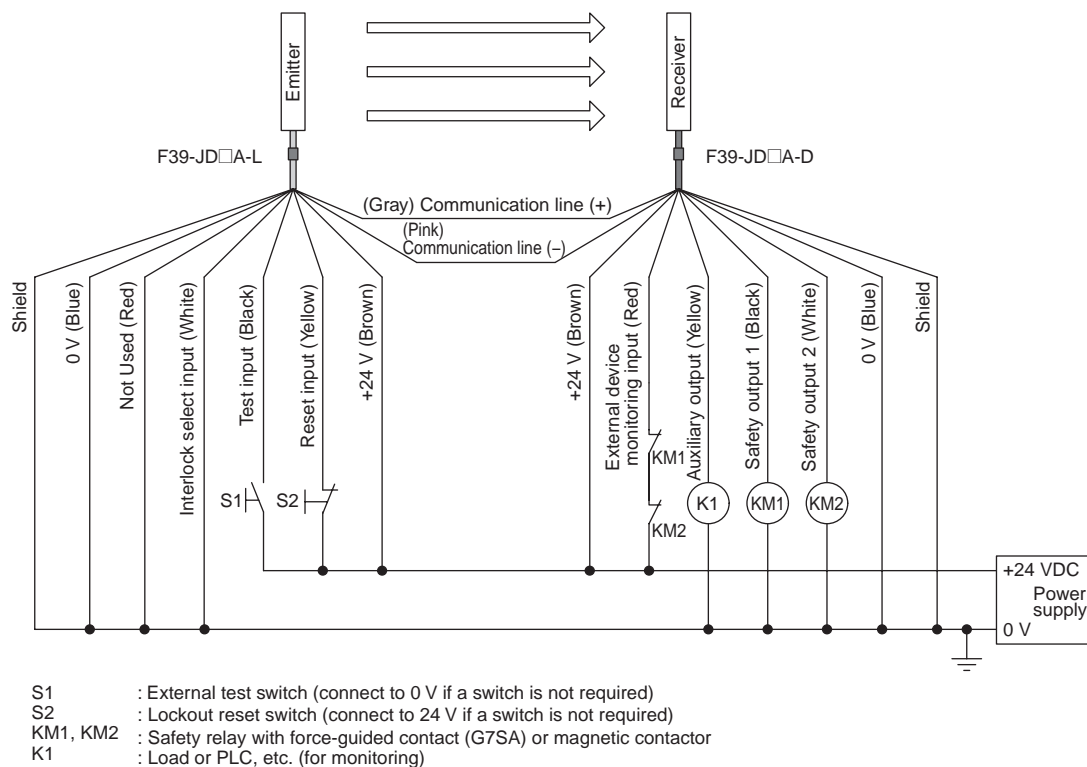 Emitter
Receiver
F39-JD□A-L
F39-JD□A-D
(Gray) Communication line (+)
(Pink)
Communication line (–)
Shield
0 V (Blue)
Not Used (Red)
Interlock select input (White)
Test input (Black)
Reset input (Yellow)
+24 V (Brown)
+24 V (Brown)
External device
monitoring input (Red)
Auxiliary output (Yellow)
Safety output 1 (Black)
Safety output 2 (White)
0 V (Blue)
Shield
S1
S2
KM1
KM2
K1
KM1
KM2
+24 VDC
Power
supply
0 V
S1 : External test switch (connect to 0 V if a switch is not required)
S2 : Lockout reset switch (connect to 24 V if a switch is not required)
KM1, KM2 : Safety relay with force-guided contact (G7SA) or magnetic contactor
K1 : Load or PLC, etc. (for monitoring)